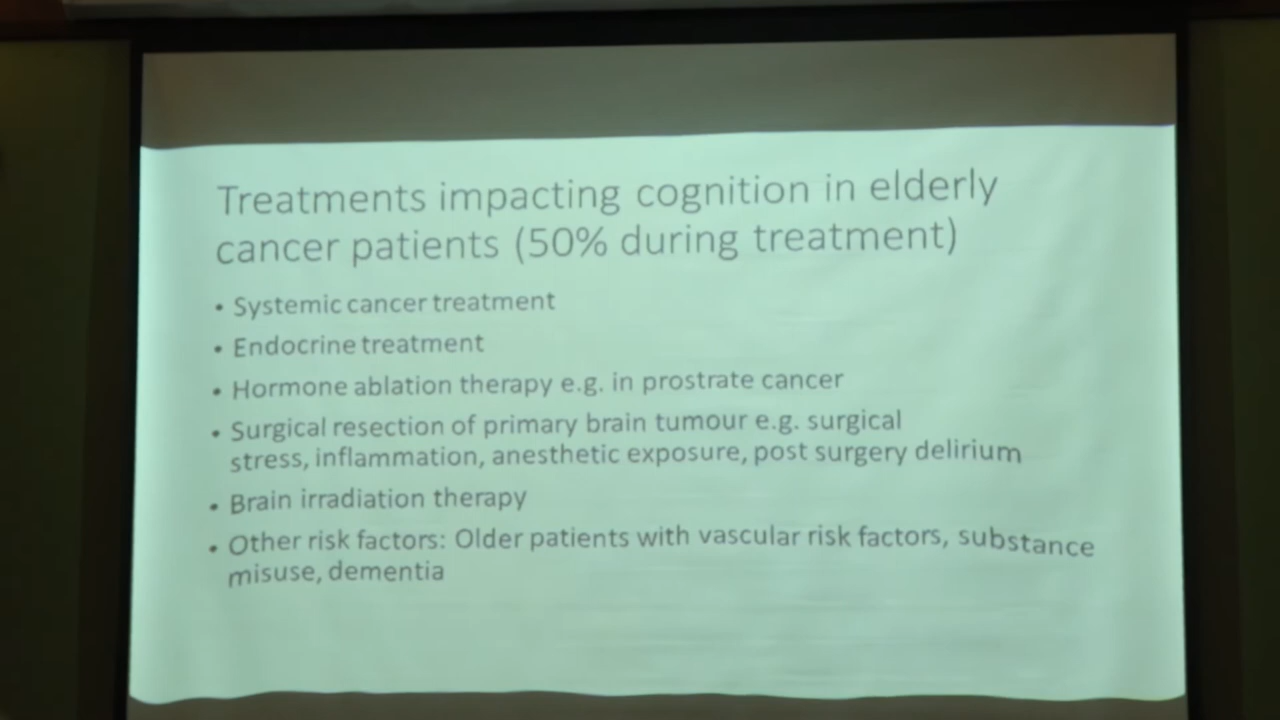 Treatments impacting cognition in elderly
cancer patients (50% during treatment)
• Systemic cancer treatment
• Endocrine treatment
• Hormone ablation therapy e.g. in prostrate cancer
• Surgical resection of primary brain tumour e.g. surgical
stress, inflammation, anesthetic exposure, post surgery delirium
• Brain irradiation therapy
• Other risk factors: Older patients with vascular risk factors, substance
misuse, dementia